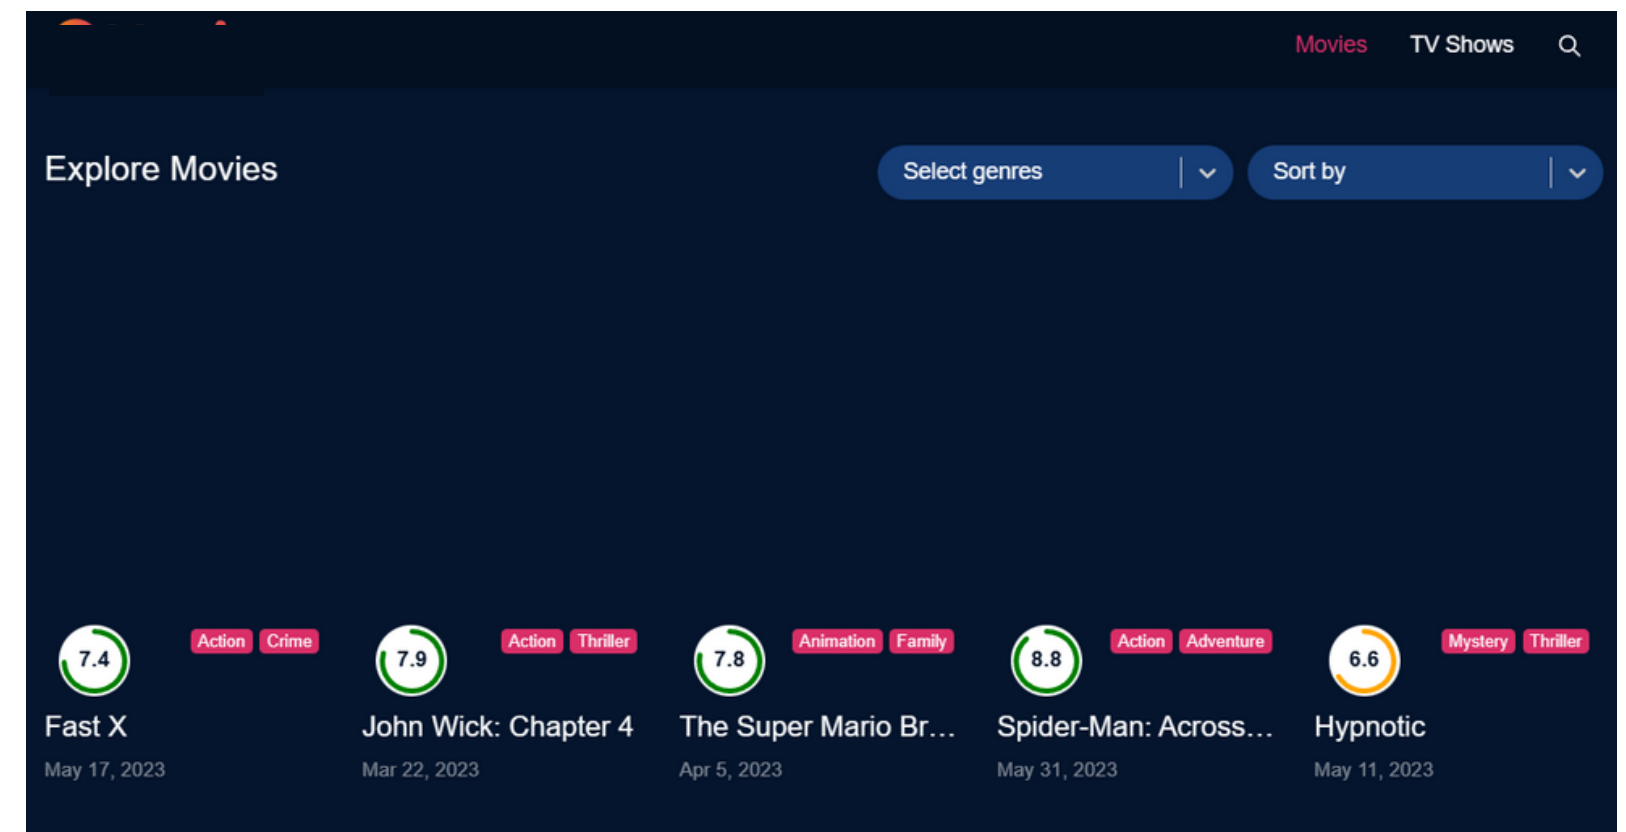 Movies TV Shows
Explore Movies
Select genres
Sort by
7.4 Action Crime
Fast X
May 17, 2023
7.9 Action Thriller
John Wick: Chapter 4
Mar 22, 2023
7.8 Animation Family
The Super Mario Br...
Apr 5, 2023
8.8 Action Adventure
Spider-Man: Across...
May 31, 2023
6.6 Mystery Thriller
Hypnotic
May 11, 2023